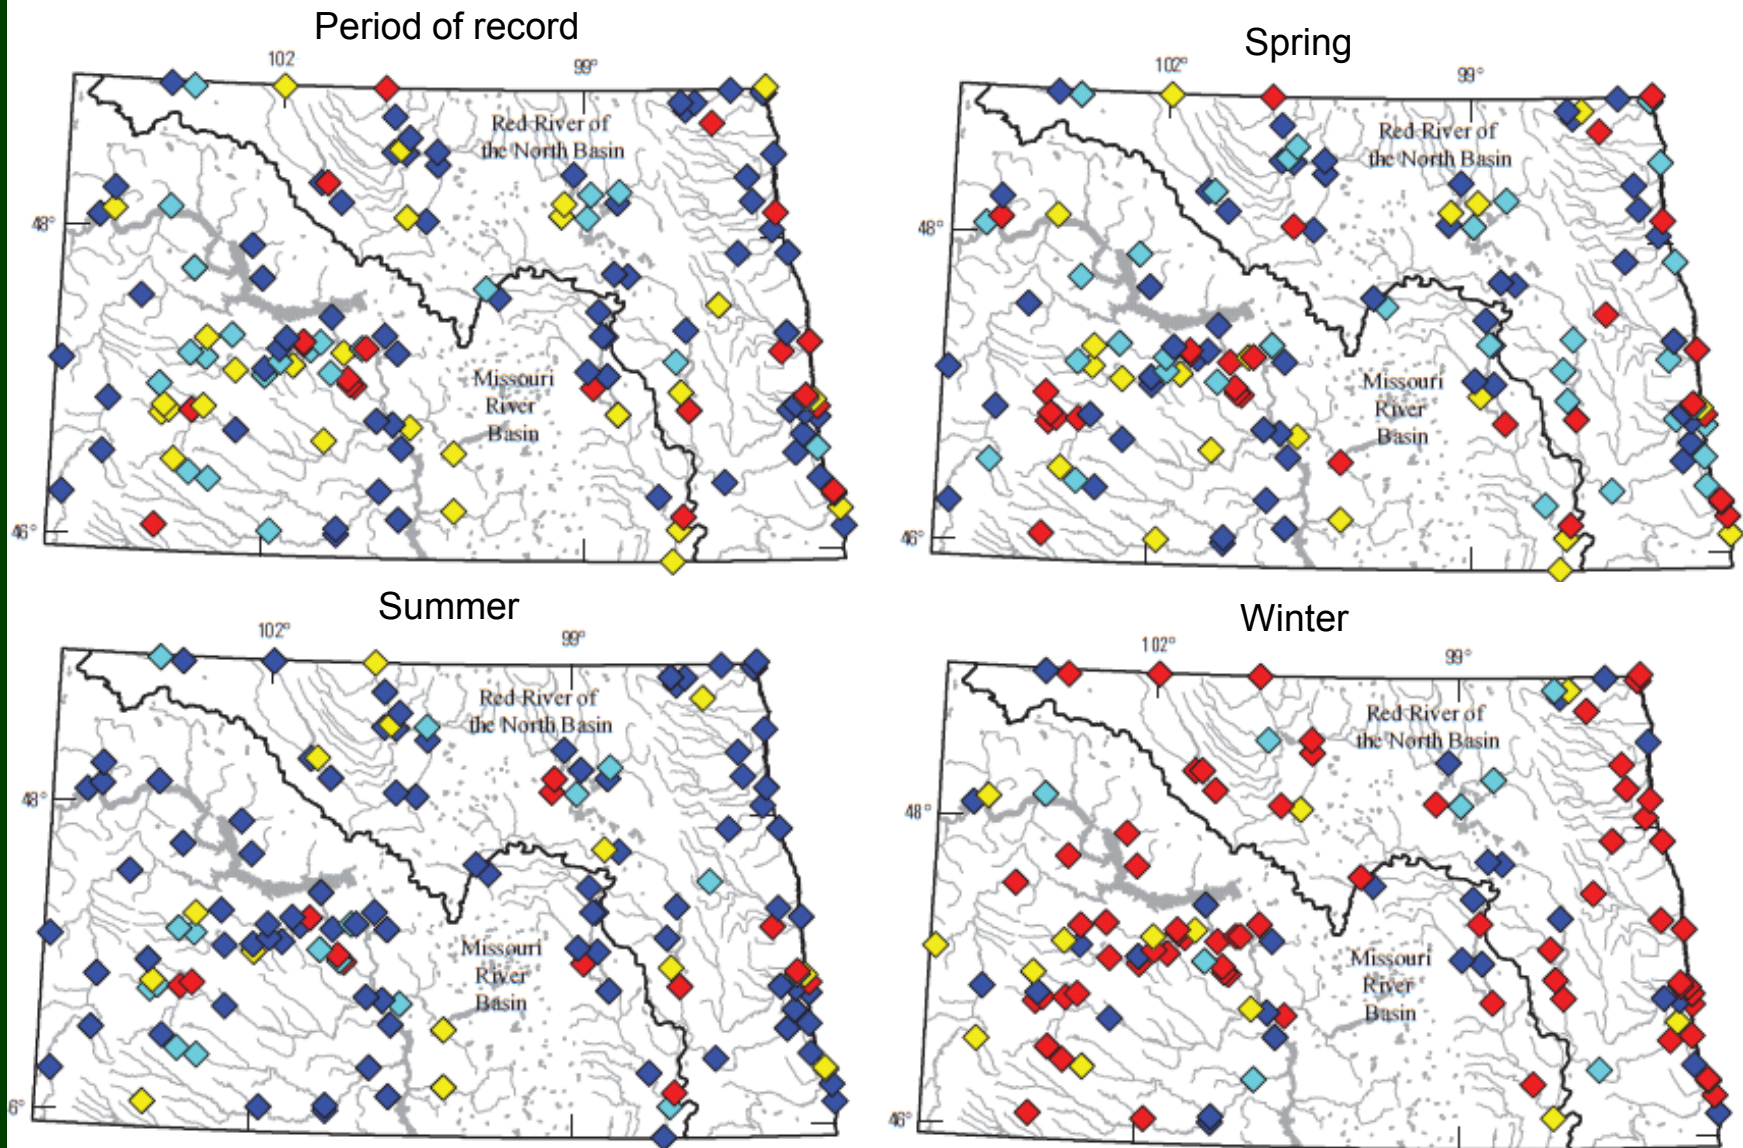 Period of record
102
99°
Red River of
the North Basin
48°
Missouri
River
Basin
46°
Spring
102°
99°
Red River of
the North Basin
48°
Missouri
River
Basin
46°
Summer
102°
99°
Red River of
the North Basin
48°
Missouri
River
Basin
6°
Winter
102°
99°
Red River of
the North Basin
48°
Missouri
River
Basin
46°